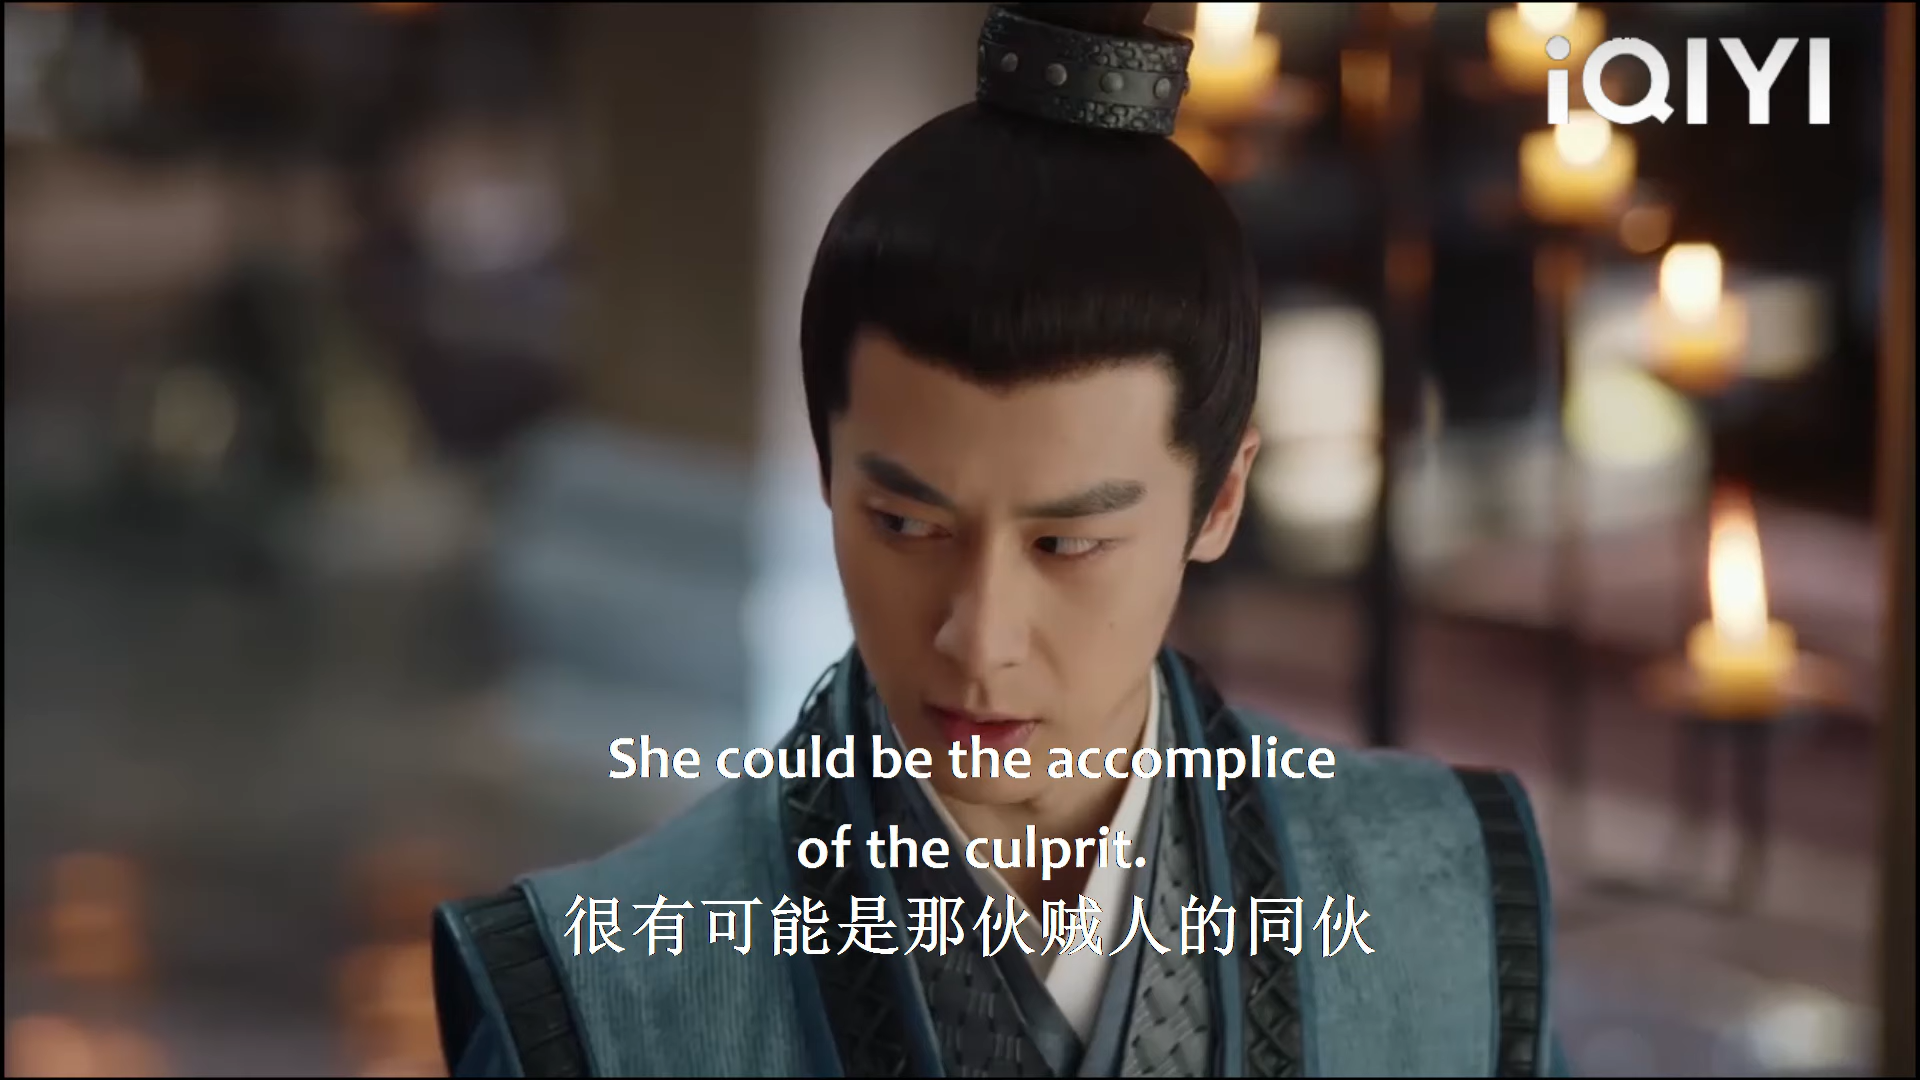 iQIYI
She could be the accomplice
of the culprit.
很有可能是那伙贼人的同伙